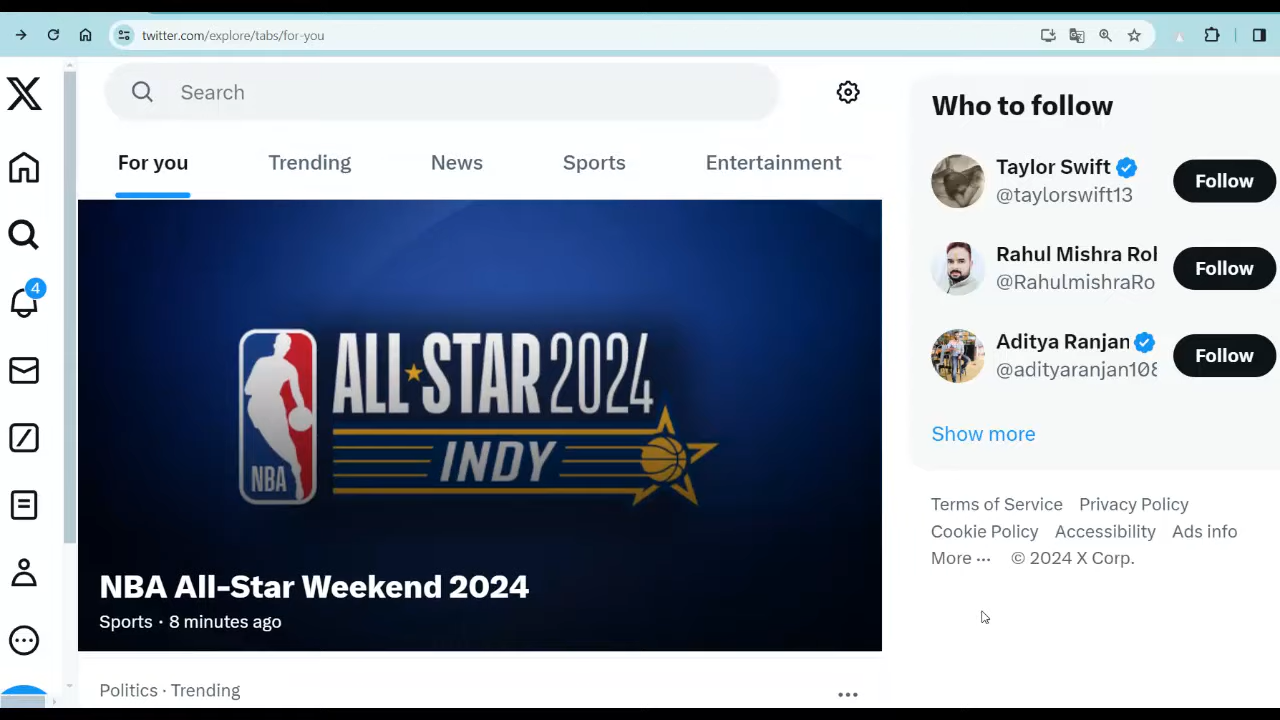 twitter.com/explore/tabs/for-you
Search
For you
Trending
News
Sports
Entertainment
NBA
ALL STAR 2024
INDY
NBA All-Star Weekend 2024
Sports · 8 minutes ago
Politics · Trending
4
Who to follow
Taylor Swift
@taylorswift13
Follow
Rahul Mishra Rol
@RahulmishraRo
Follow
Aditya Ranjan
@adityaranjan108
Follow
Show more
Terms of Service Privacy Policy
Cookie Policy Accessibility Ads info
More ··· © 2024 X Corp.